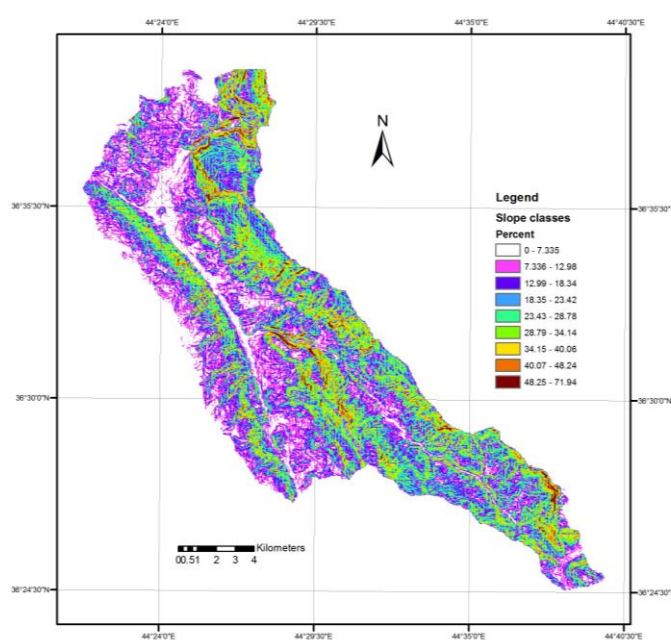 44°24'0"E 44°29'30"E 44°35'0"E 44°40'30"E
N
36°35'30"N 36°35'30"N
Legend
Slope classes
Percent
0 - 7.335
7.336 - 12.98
12.99 - 18.34
18.35 - 23.42
23.43 - 28.78
28.79 - 34.14
34.15 - 40.06
40.07 - 48.24
48.25 - 71.94
36°30'0"N 36°30'0"N
Kilometers
00.51 2 3 4
36°24'30"N 36°24'30"N
44°24'0"E 44°29'30"E 44°35'0"E 44°40'30"E